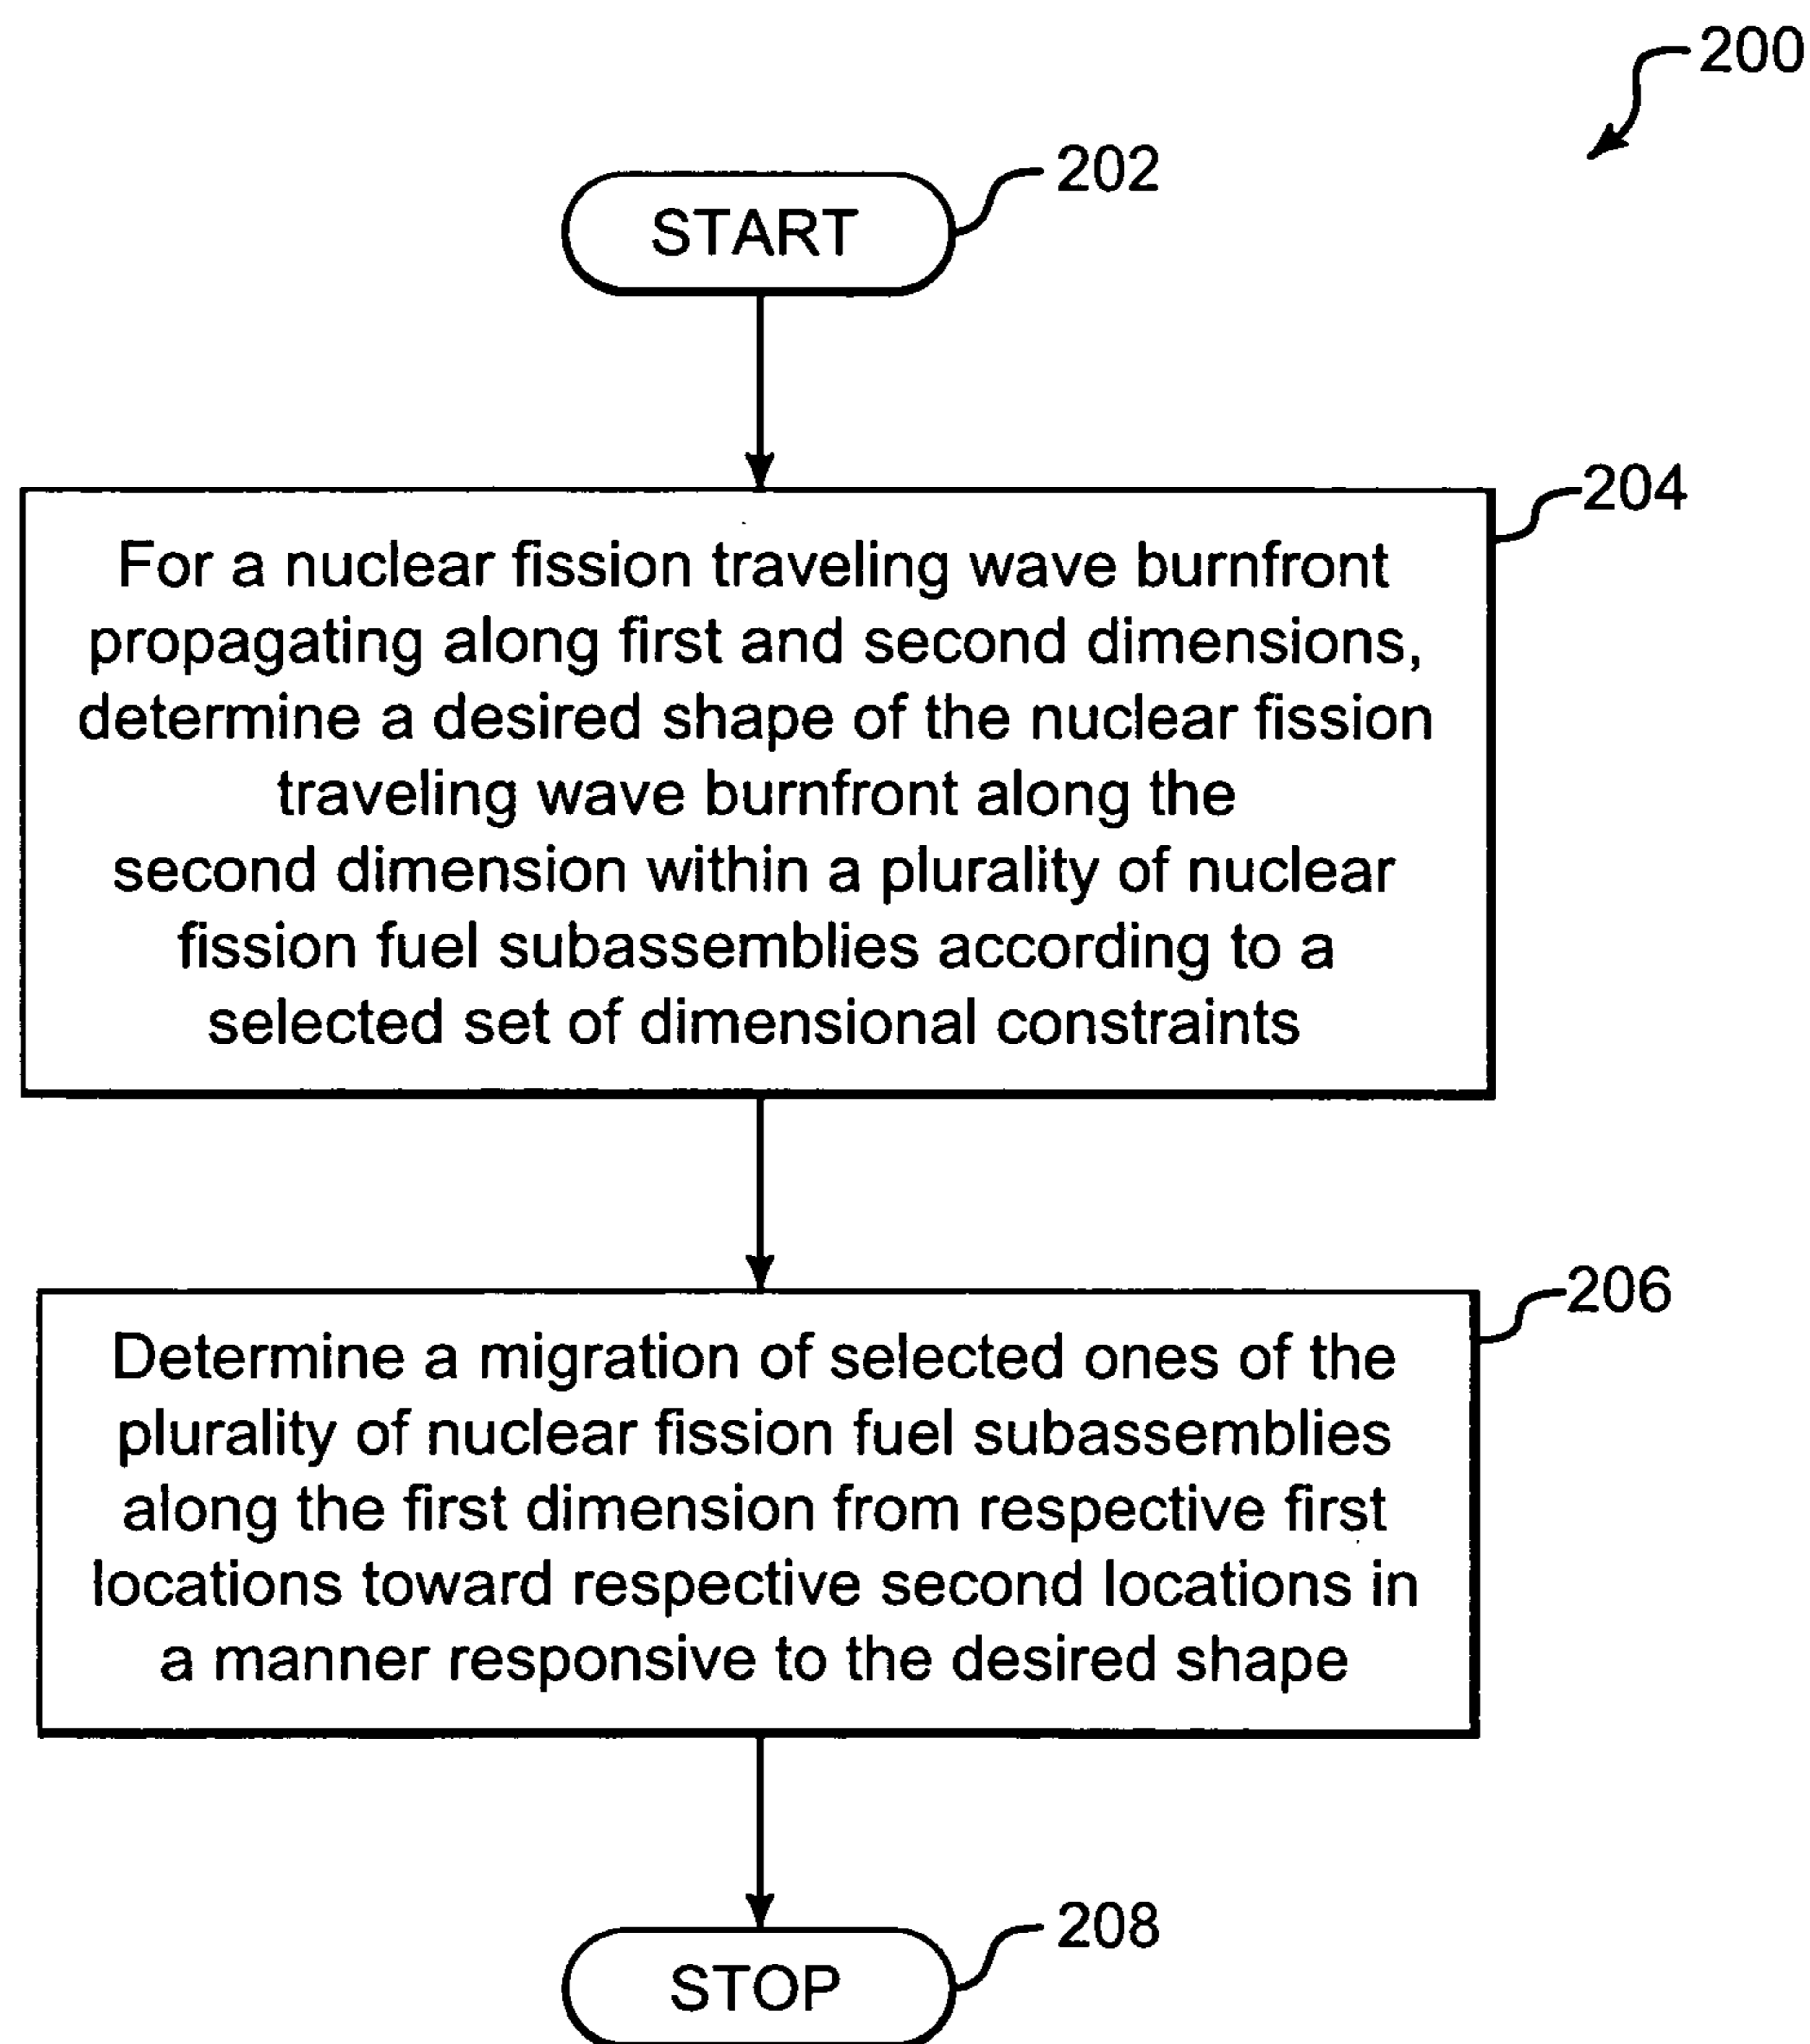 200
202
START
204
For a nuclear fission traveling wave burnfront
propagating along first and second dimensions,
determine a desired shape of the nuclear fission
traveling wave burnfront along the
second dimension within a plurality of nuclear
fission fuel subassemblies according to a
selected set of dimensional constraints
206
Determine a migration of selected ones of the
plurality of nuclear fission fuel subassemblies
along the first dimension from respective first
locations toward respective second locations in
a manner responsive to the desired shape
208
STOP